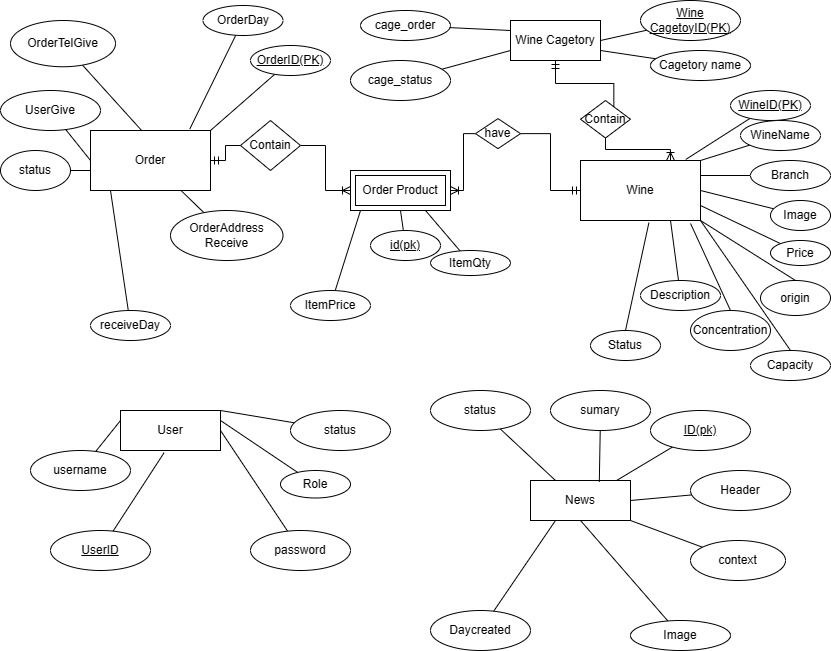 OrderDay
OrderTelGive
OrderID(PK)
UserGive
status
Order
Contain
OrderAddress
Receive
receiveDay
cage_order
cage_status
Wine Cagetory
Wine
CagetoyID(PK)
Cagetory name
Contain
have
Order Product
id(pk)
ItemQty
ItemPrice
Wine
WineID(PK)
WineName
Branch
Image
Price
origin
Capacity
Concentration
Description
Status
User
username
UserID
status
Role
password
News
status
sumary
ID(pk)
Header
context
Image
Daycreated